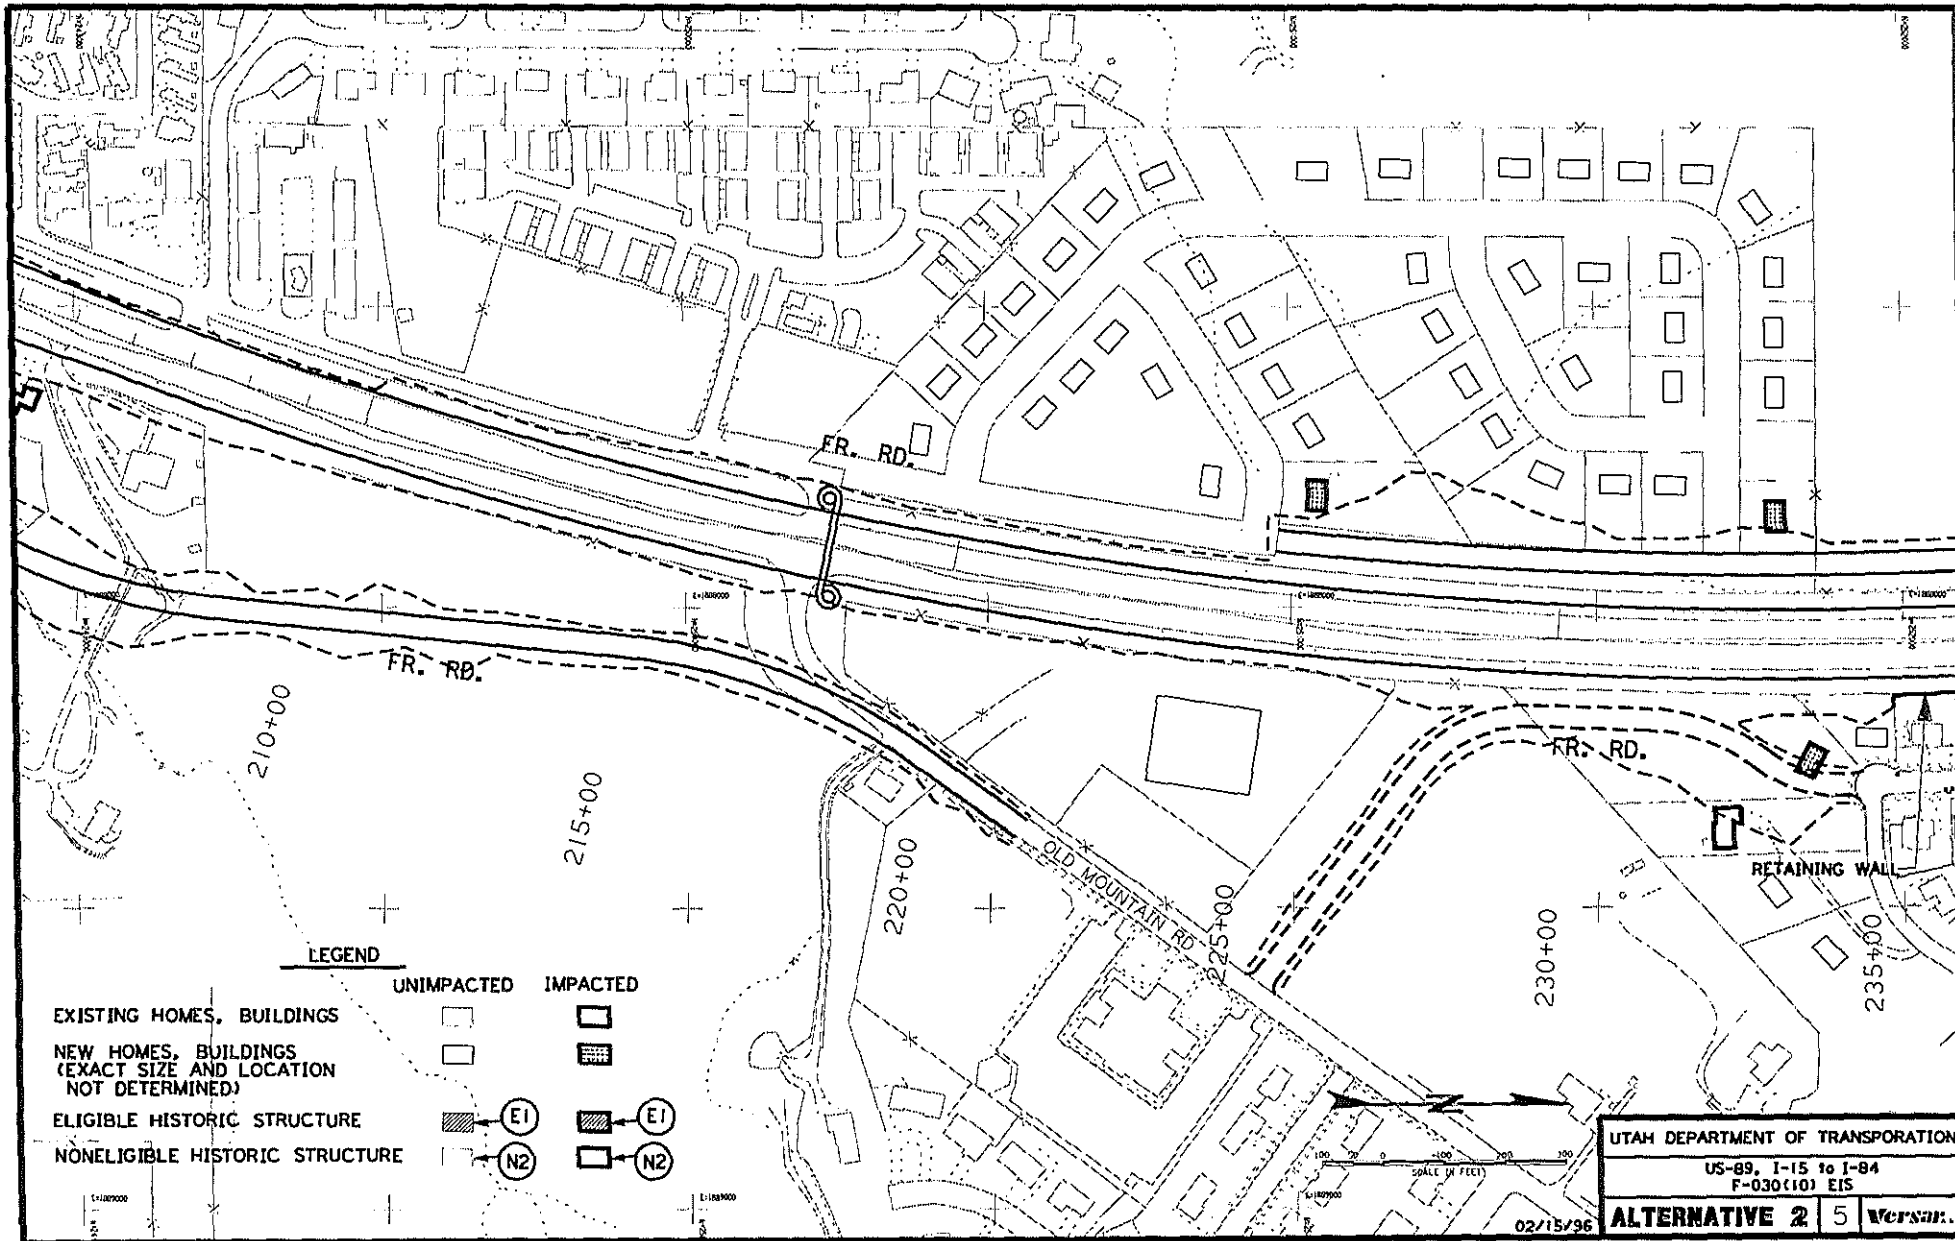 FR. RD.
FR. RD.
FR. RD.
210+00
215+00
220+00
225+00
230+00
235+00
OLD MOUNTAIN RD
RETAINING WALL
LEGEND
UNIMPACTED IMPACTED
EXISTING HOMES, BUILDINGS
NEW HOMES, BUILDINGS
(EXACT SIZE AND LOCATION
NOT DETERMINED)
ELIGIBLE HISTORIC STRUCTURE E1 E1
NONELIGIBLE HISTORIC STRUCTURE N2 N2
Z
SCALE IN FEET
02/15/96
UTAH DEPARTMENT OF TRANSPORATION
US-89, I-15 to I-84
F-030(10) EIS
ALTERNATIVE 2 5 Versar..